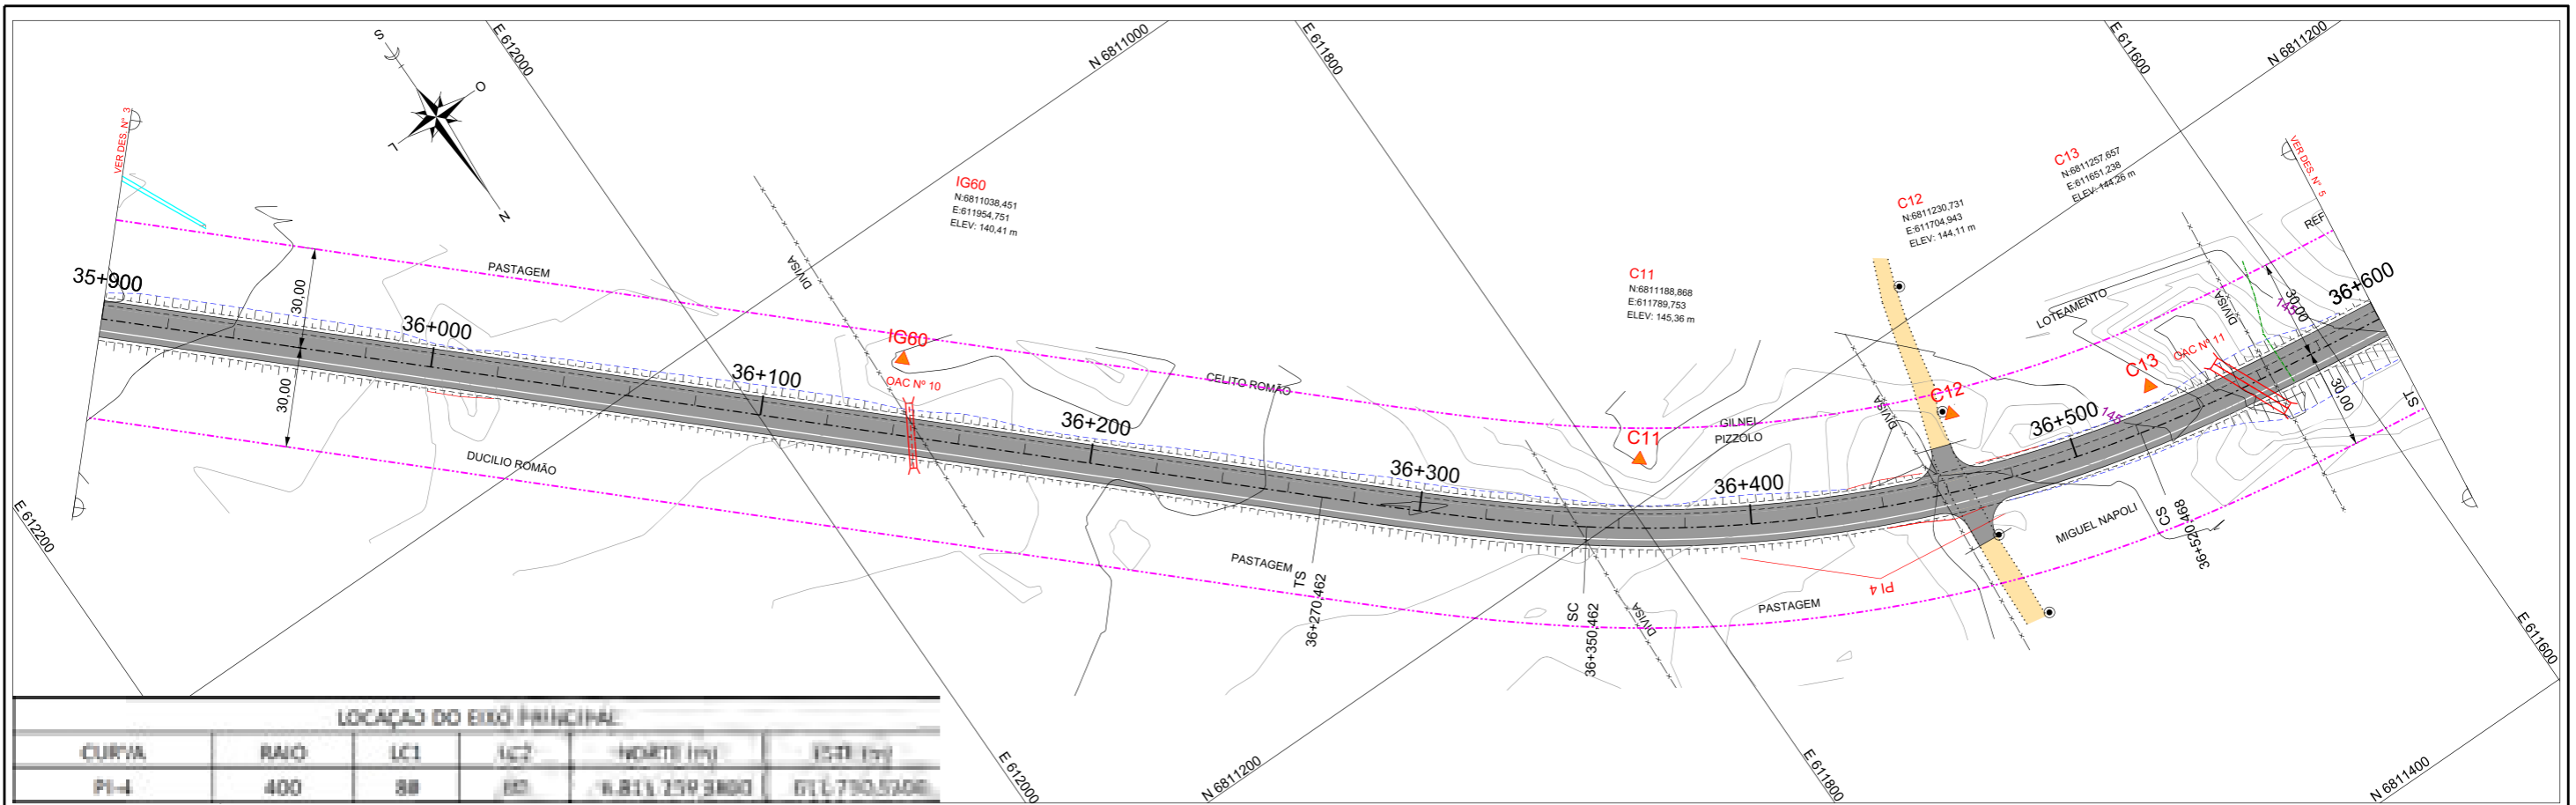 E 612000
N 6811000
E 611800
E 611600
N 6811200
S
O
L
N
VER DES. Nº 3
VER DES. Nº 5
IG60
N:6811038,451
E:611954,751
ELEV: 140,41 m
C11
N:6811188,868
E:611789,753
ELEV: 145,36 m
C12
N:6811230,731
E:611704,943
ELEV: 144,11 m
C13
N:6811257,657
E:611651,238
ELEV: 144,26 m
35+900
30,00
30,00
36+000
PASTAGEM
DIVISA
36+100
IG60
OAC Nº 10
DUCILIO ROMÃO
36+200
CELITO ROMÃO
36+300
PASTAGEM
TS
36+270,462
C11
GILNEI
PIZZOLO
36+400
SC
36+350,462
DIVISA
PI 4
PASTAGEM
DIVISA
C12
36+500
145
MIGUEL NAPOLI
CS
36+520,468
LOTEAMENTO
C13
OAC Nº 11
DIVISA
145
30,00
30,00
REF
36+600
ST
E 612200
E 612000
N 6811200
E 611800
N 6811400
E 611600
LOCAÇÃO DO EIXO PRINCIPAL
CURVA RAIO LC1 LC2 NORTE (m) ESTE (m)
PI-4 400 80